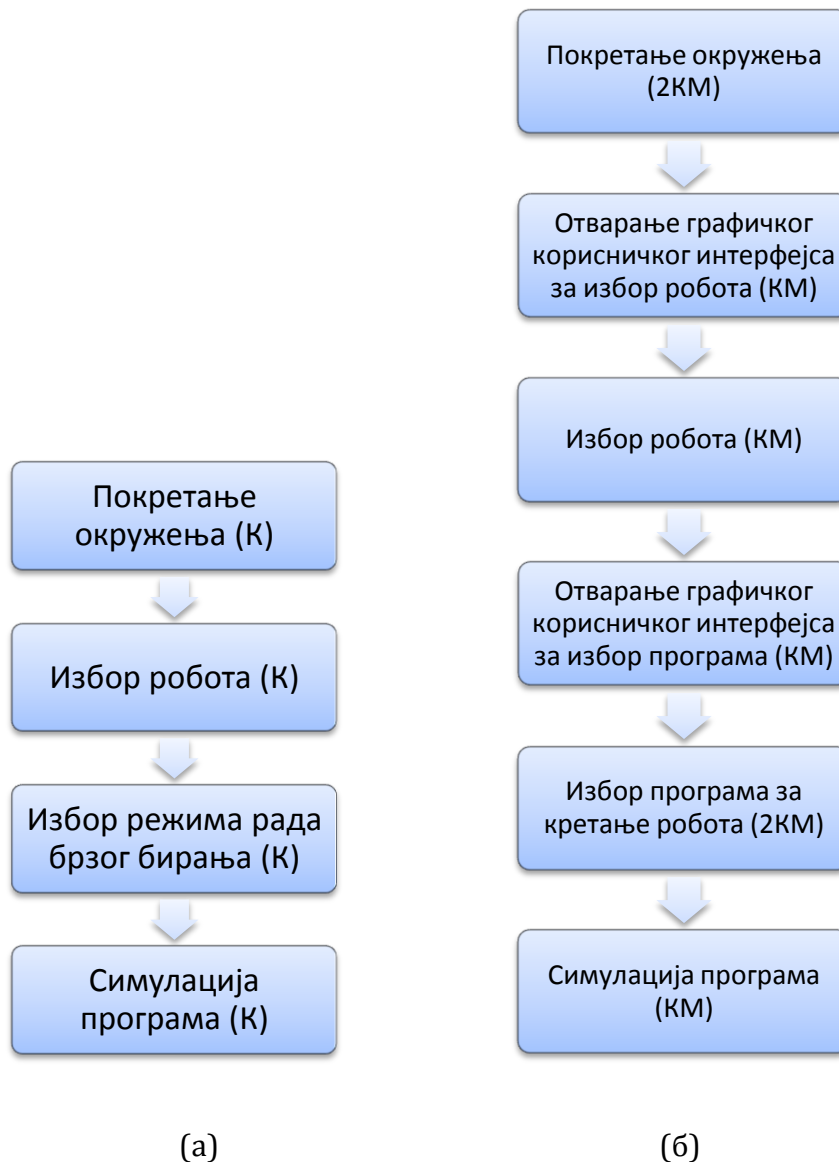 Покретање
окружења (К)
Избор робота (К)
Избор режима рада
брзог бирања (К)
Симулација
програма (К)
(а)
Покретање окружења
(2КМ)
Отварање графичког
корисничког интерфејса
за избор робота (КМ)
Избор робота (КМ)
Отварање графичког
корисничког интерфејса
за избор програма (КМ)
Избор програма за
кретање робота (2КМ)
Симулација програма
(КМ)
(б)